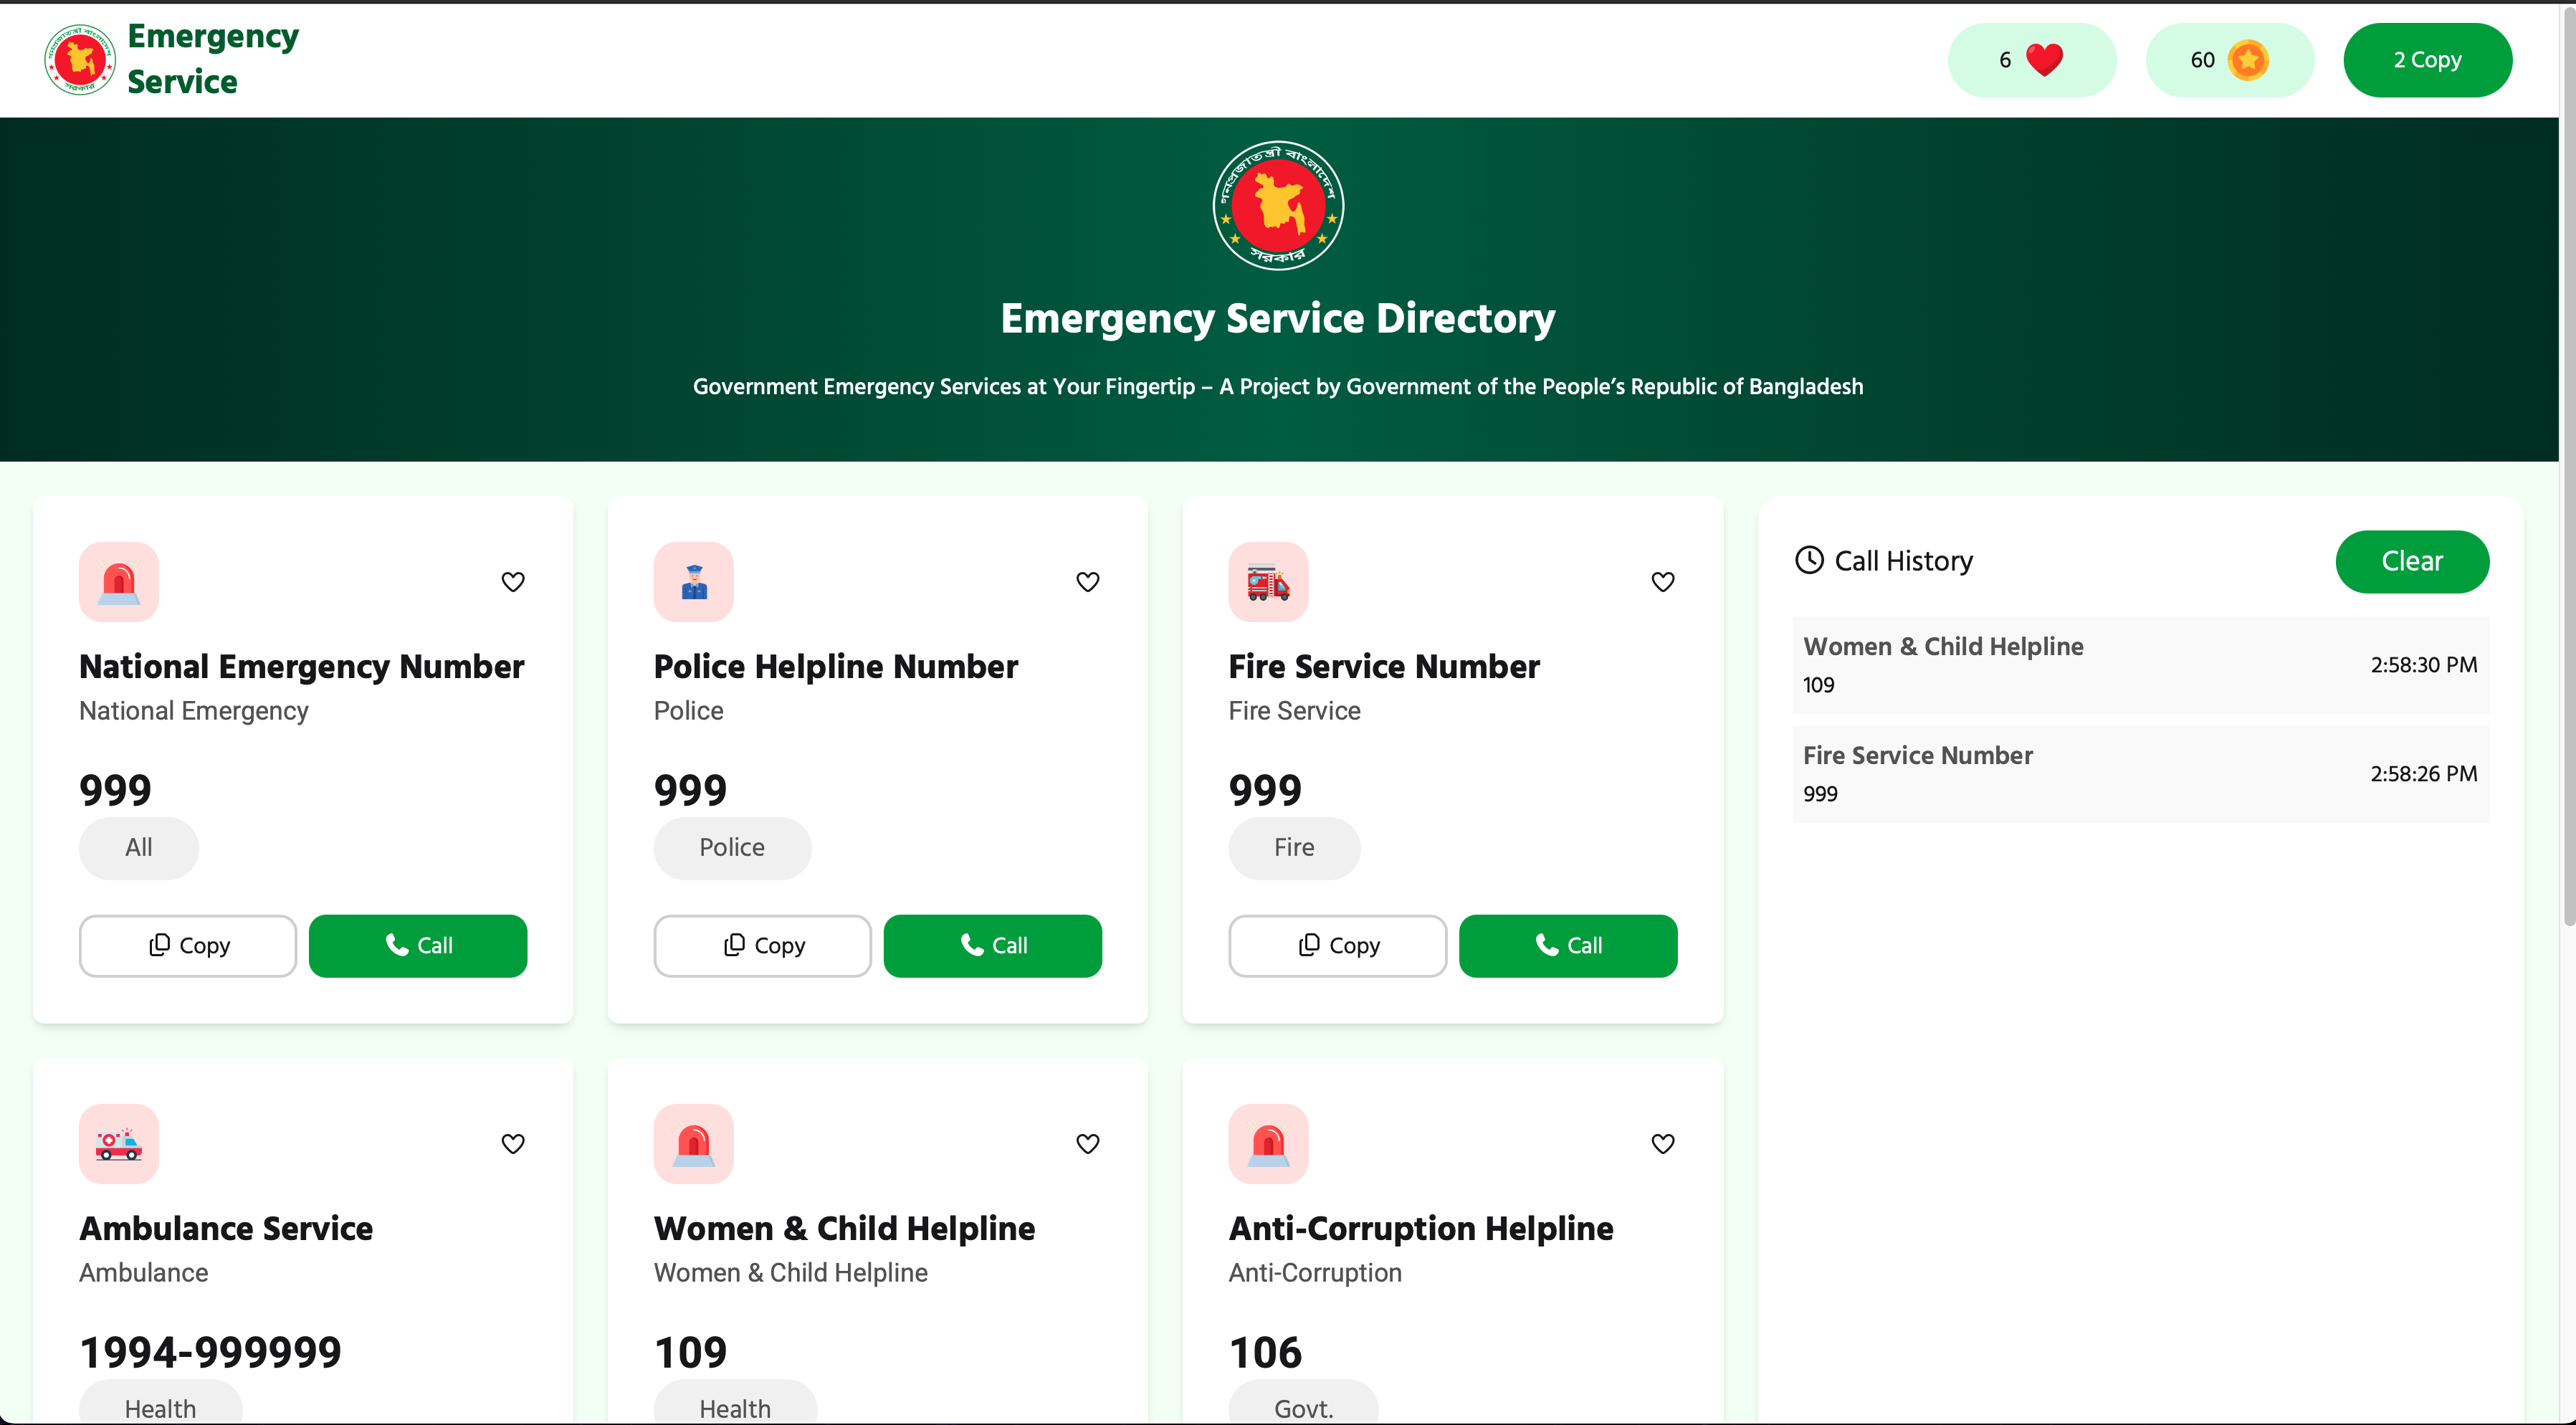 গণপ্রজাতন্ত্রী বাংলাদেশ
সরকার
Emergency
Service
6
60
2 Copy
গণপ্রজাতন্ত্রী বাংলাদেশ
সরকার
Emergency Service Directory
Government Emergency Services at Your Fingertip – A Project by Government of the People’s Republic of Bangladesh
National Emergency Number
National Emergency
999
All
Copy
Call
Police Helpline Number
Police
999
Police
Copy
Call
Fire Service Number
Fire Service
999
Fire
Copy
Call
Call History
Clear
Women & Child Helpline
109
2:58:30 PM
Fire Service Number
999
2:58:26 PM
Ambulance Service
Ambulance
1994-999999
Health
Women & Child Helpline
Women & Child Helpline
109
Health
Anti-Corruption Helpline
Anti-Corruption
106
Govt.